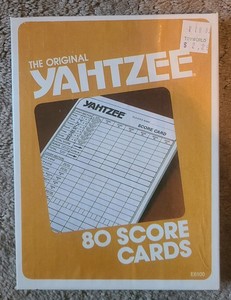 THE ORIGINAL
YAHTZEE
YAHTZEE
SCORE CARD
80 SCORE
CARDS